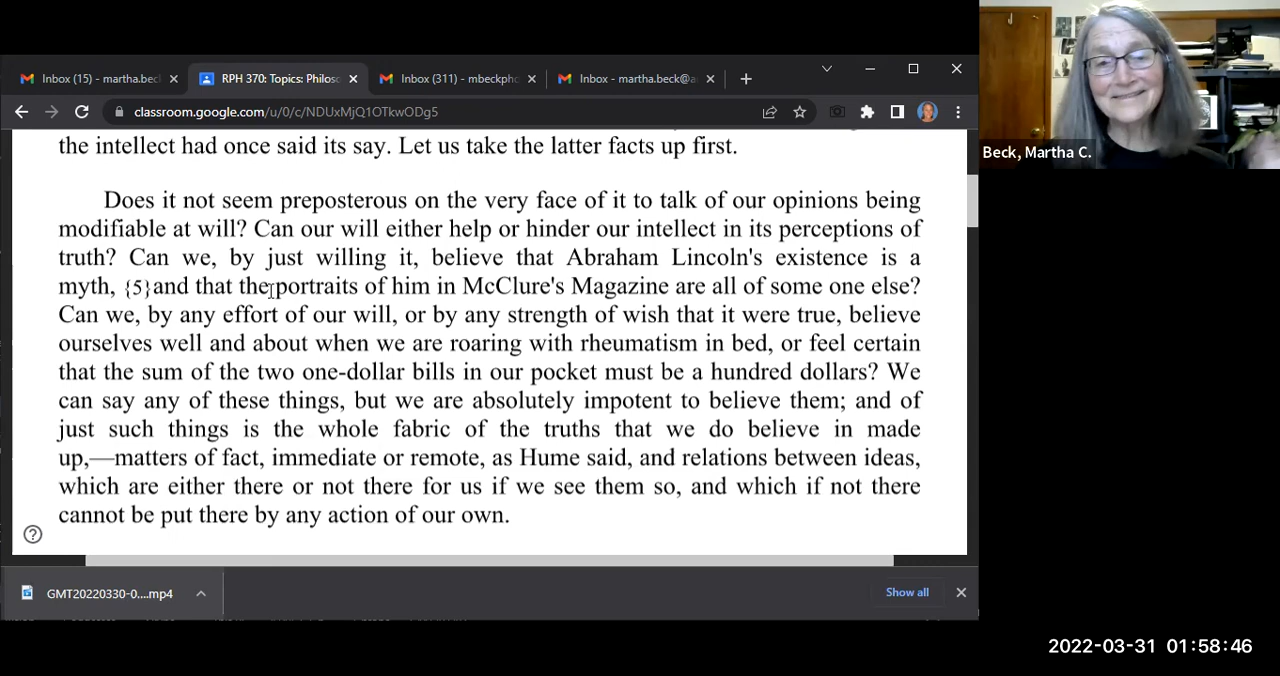 Inbox (15) - martha.bec
RPH 370: Topics: Philoso
Inbox (311) - mbeckph
Inbox - martha.beck@a
classroom.google.com/u/0/c/NDUxMjQ1OTkwODg5
the intellect had once said its say. Let us take the latter facts up first.
Does it not seem preposterous on the very face of it to talk of our opinions being
modifiable at will? Can our will either help or hinder our intellect in its perceptions of
truth? Can we, by just willing it, believe that Abraham Lincoln's existence is a
myth, {5}and that the portraits of him in McClure's Magazine are all of some one else?
Can we, by any effort of our will, or by any strength of wish that it were true, believe
ourselves well and about when we are roaring with rheumatism in bed, or feel certain
that the sum of the two one-dollar bills in our pocket must be a hundred dollars? We
can say any of these things, but we are absolutely impotent to believe them; and of
just such things is the whole fabric of the truths that we do believe in made
up,—matters of fact, immediate or remote, as Hume said, and relations between ideas,
which are either there or not there for us if we see them so, and which if not there
cannot be put there by any action of our own.
GMT20220330-0....mp4
Show all
Beck, Martha C.
2022-03-31 01:58:46